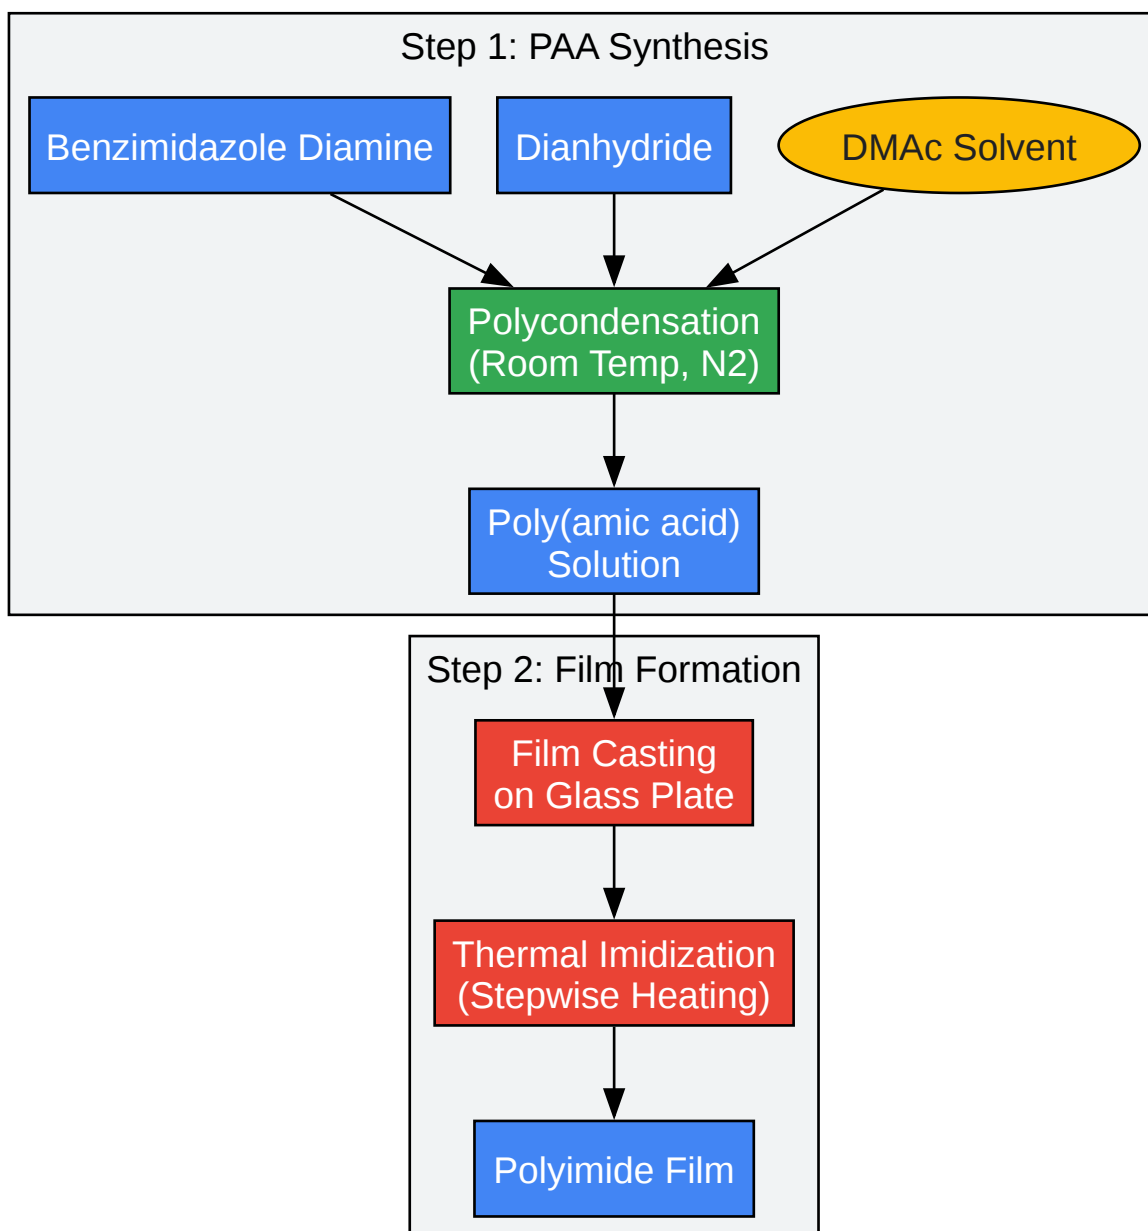 Step 1: PAA Synthesis
Benzimidazole Diamine
Dianhydride
DMAc Solvent
Polycondensation
(Room Temp, N2)
Poly(amic acid)
Solution
Step 2: Film Formation
Film Casting
on Glass Plate
Thermal Imidization
(Stepwise Heating)
Polyimide Film